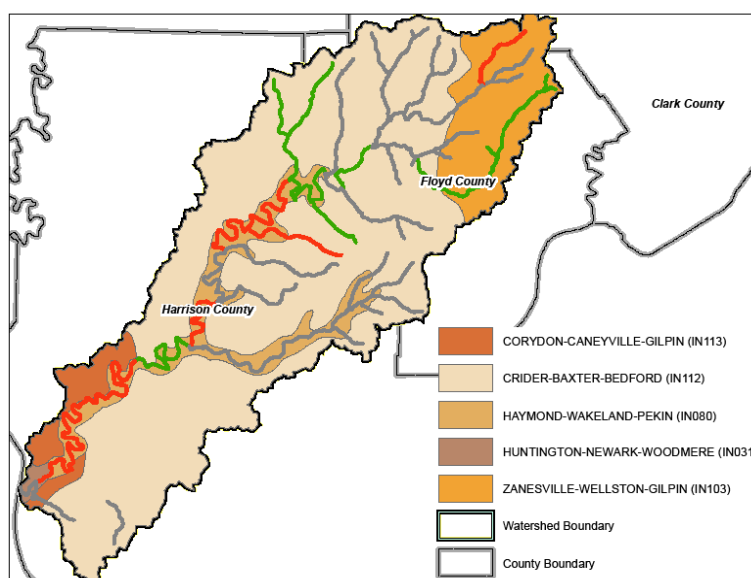 Clark County
Floyd County
Harrison County
CORYDON-CANEYVILLE-GILPIN (IN113)
CRIDER-BAXTER-BEDFORD (IN112)
HAYMOND-WAKELAND-PEKIN (IN080)
HUNTINGTON-NEWARK-WOODMERE (IN031
ZANESVILLE-WELLSTON-GILPIN (IN103)
Watershed Boundary
County Boundary